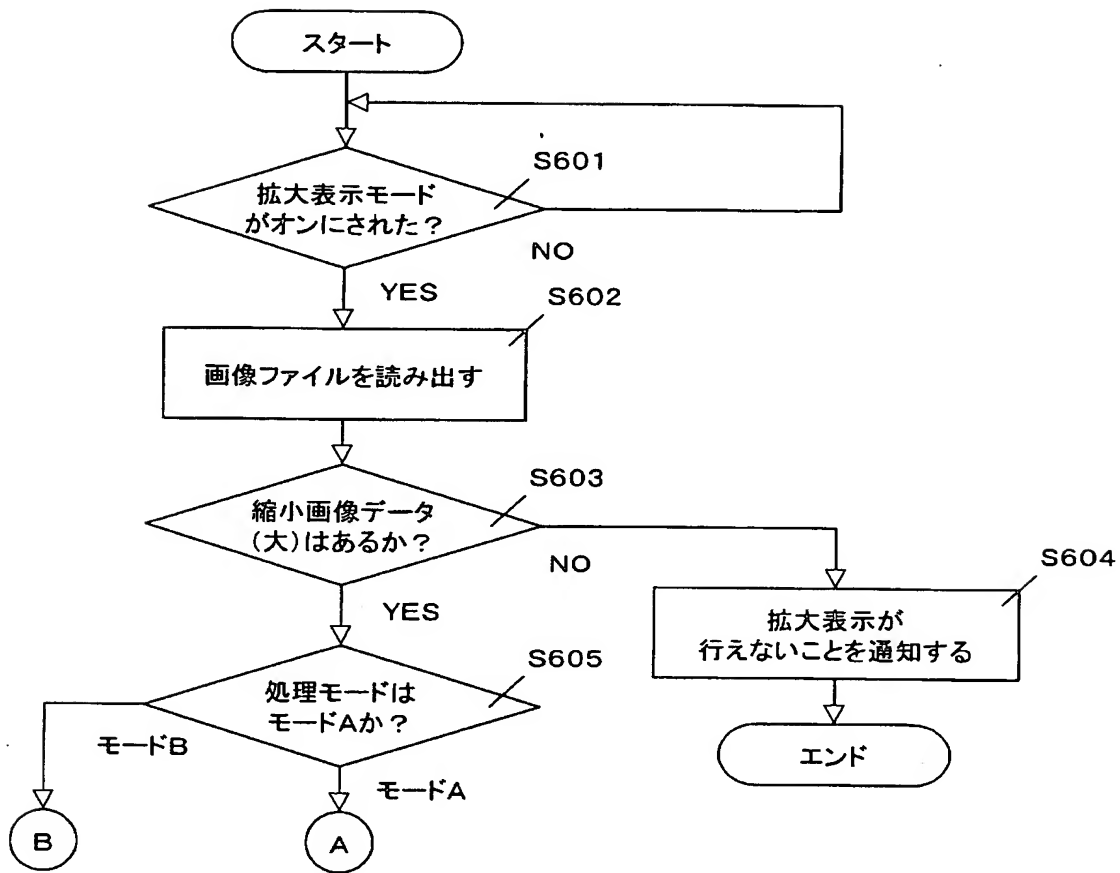 スタート
S601
拡大表示モード
がオンにされた?
NO
YES
S602
画像ファイルを読み出す
S603
縮小画像データ
(大)はあるか?
NO
YES
S604
拡大表示が
行えないことを通知する
S605
処理モードは
モードAか?
エンド
モードB
モードA
B
A